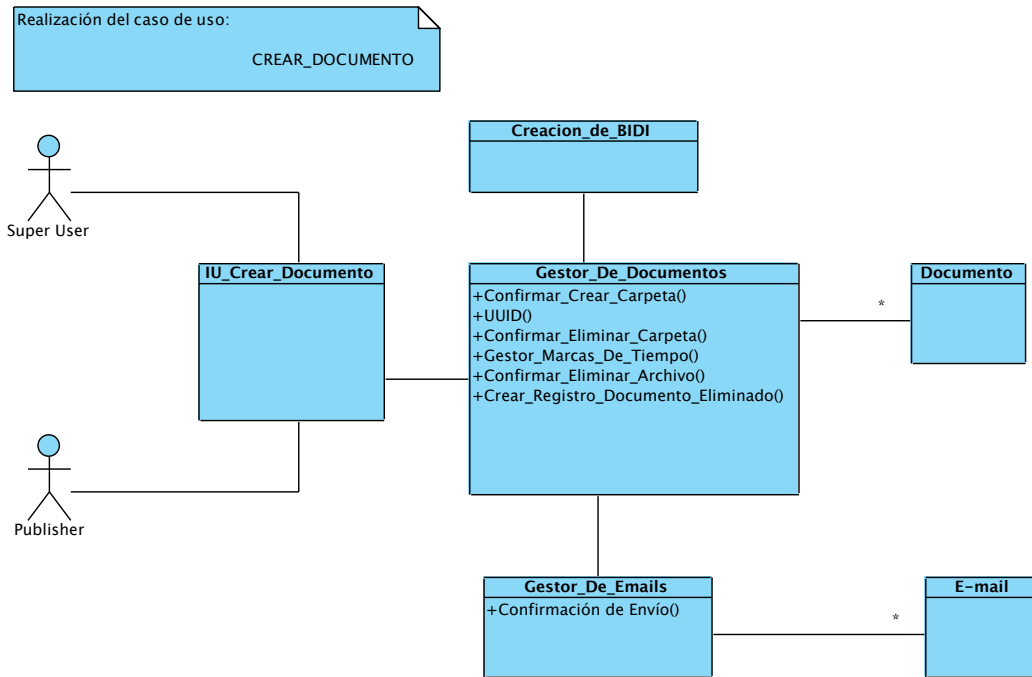 Realización del caso de uso:
CREAR_DOCUMENTO
Creacion_de_BIDI
Super User
IU_Crear_Documento
Gestor_De_Documentos
+Confirmar_Crear_Carpeta()
+UUID()
+Confirmar_Eliminar_Carpeta()
+Gestor_Marcas_De_Tiempo()
+Confirmar_Eliminar_Archivo()
+Crear_Registro_Documento_Eliminado()
Documento
*
Publisher
Gestor_De_Emails
+Confirmación de Envío()
E-mail
*